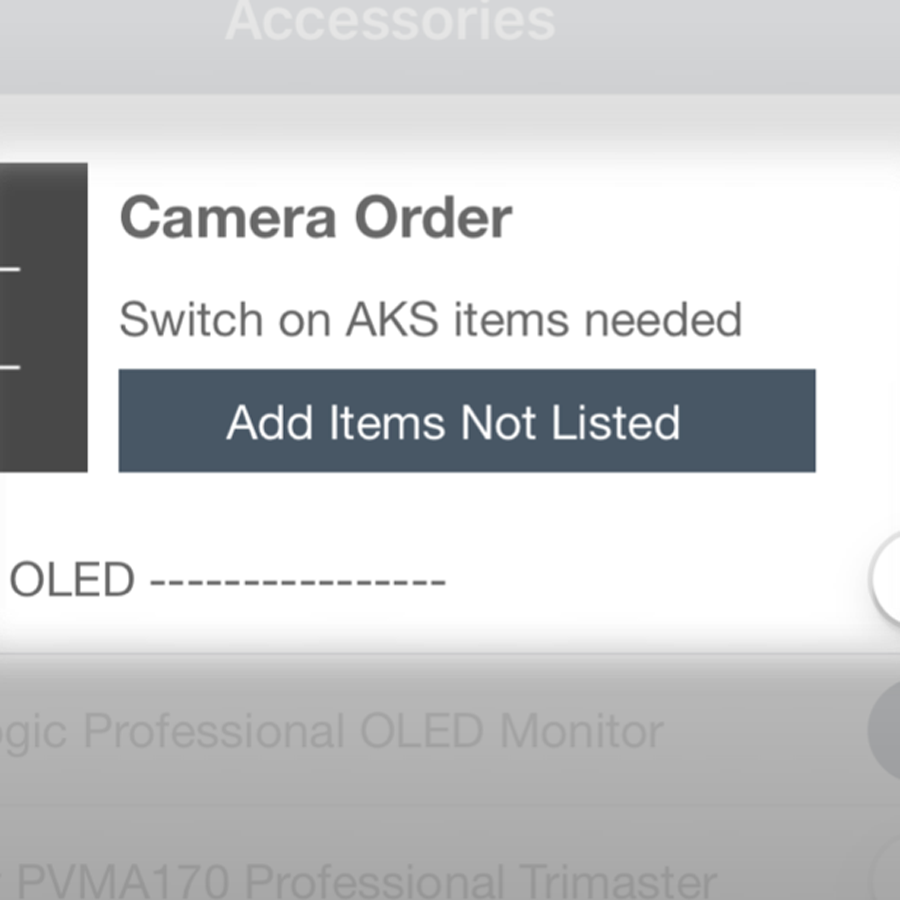 Accessories
Camera Order
Switch on AKS items needed
Add Items Not Listed
OLED ----------------
ogic Professional OLED Monitor
PVMA170 Professional Trimaster